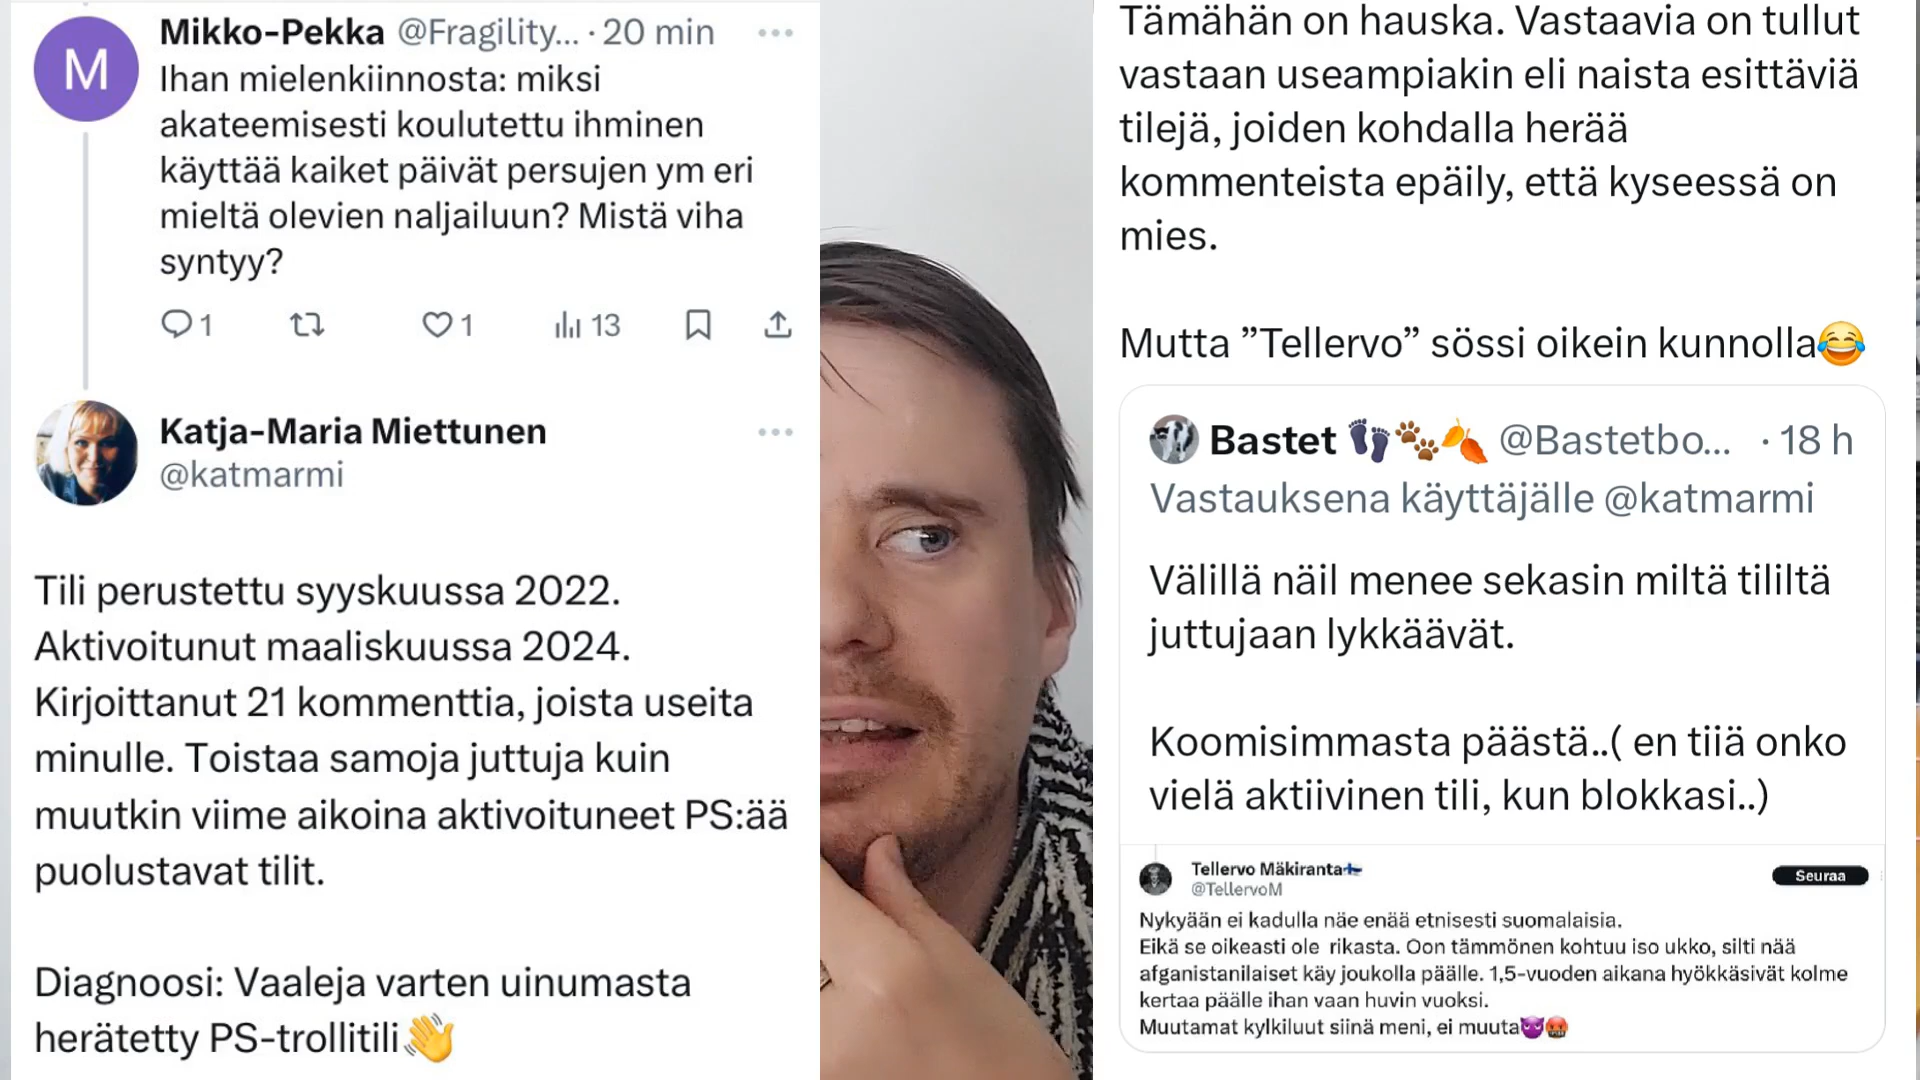 M
Mikko-Pekka @Fragility... · 20 min
Ihan mielenkiinnosta: miksi
akateemisesti koulutettu ihminen
käyttää kaiket päivät persujen ym eri
mieltä olevien naljailuun? Mistä viha
syntyy?
1 1 13
Katja-Maria Miettunen
@katmarmi
Tili perustettu syyskuussa 2022.
Aktivoitunut maaliskuussa 2024.
Kirjoittanut 21 kommenttia, joista useita
minulle. Toistaa samoja juttuja kuin
muutkin viime aikoina aktivoituneet PS:ää
puolustavat tilit.
Diagnoosi: Vaaleja varten uinumasta
herätetty PS-trollitili👋
Tämähän on hauska. Vastaavia on tullut
vastaan useampiakin eli naista esittäviä
tilejä, joiden kohdalla herää
kommenteista epäily, että kyseessä on
mies.
Mutta ”Tellervo” sössi oikein kunnolla😂
Bastet 👣🐾🍂 @Bastetbo... · 18 h
Vastauksena käyttäjälle @katmarmi
Välillä näil menee sekasin miltä tililtä
juttujaan lykkäävät.
Koomisimmasta päästä..( en tiiä onko
vielä aktiivinen tili, kun blokkasi..)
Tellervo Mäkiranta🇫🇮
@TellervoM
Seuraa
Nykyään ei kadulla näe enää etnisesti suomalaisia.
Eikä se oikeasti ole rikasta. Oon tämmönen kohtuu iso ukko, silti nää
afganistanilaiset käy joukolla päälle. 1,5-vuoden aikana hyökkäsivät kolme
kertaa päälle ihan vaan huvin vuoksi.
Muutamat kylkiluut siinä meni, ei muuta😈🤬